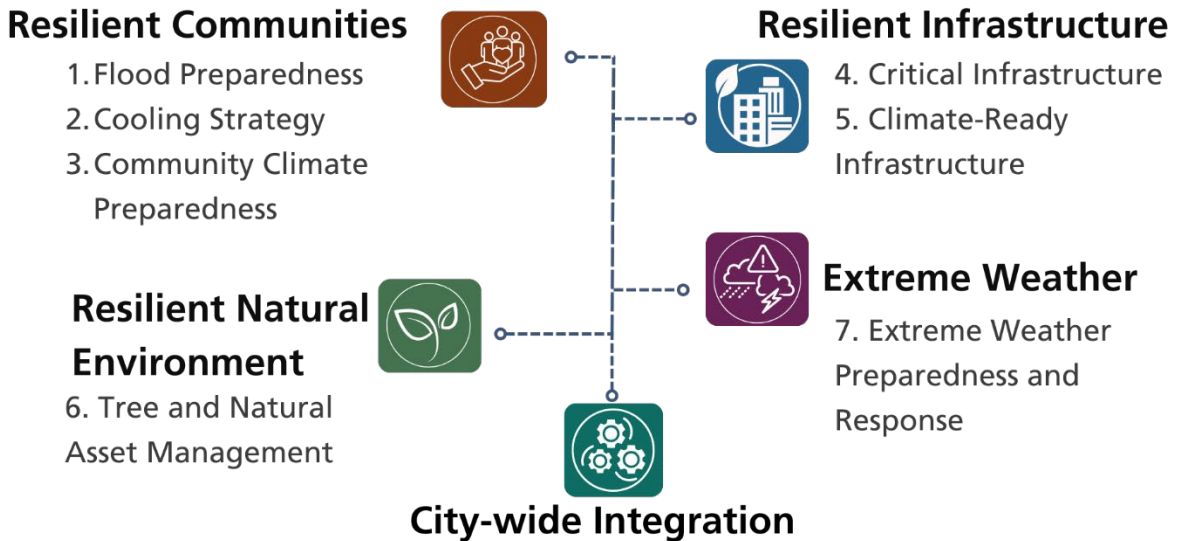 Resilient Communities
1. Flood Preparedness
2. Cooling Strategy
3. Community Climate
Preparedness
Resilient Infrastructure
4. Critical Infrastructure
5. Climate-Ready
Infrastructure
Resilient Natural
Environment
6. Tree and Natural
Asset Management
Extreme Weather
7. Extreme Weather
Preparedness and
Response
City-wide Integration